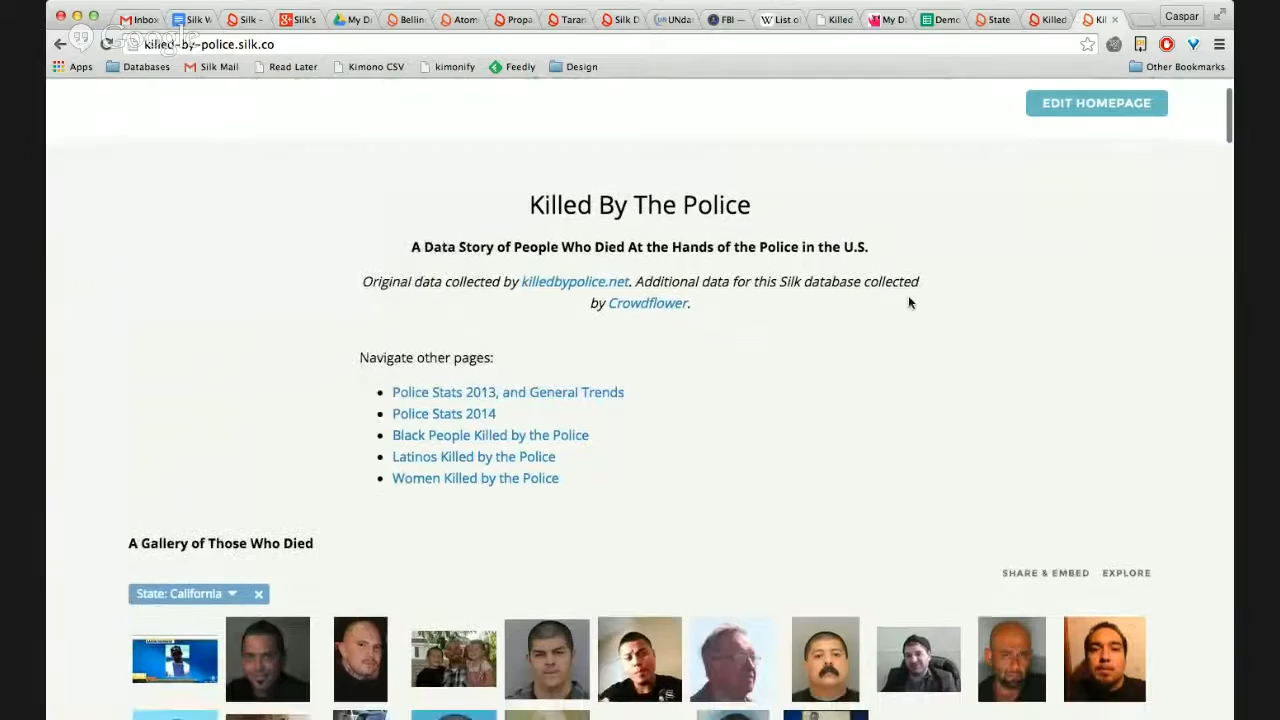 Inbox Silk W Silk - Silk's My D Bellin Atom Propa Taran Silk D UNda FBI — List o Killed My D Demo State Killed Kil Caspar
Google
killed-by-police.silk.co
Apps Databases Silk Mail Read Later Kimono CSV kimonify Feedly Design Other Bookmarks
EDIT HOMEPAGE
Killed By The Police
A Data Story of People Who Died At the Hands of the Police in the U.S.
Original data collected by killedbypolice.net. Additional data for this Silk database collected
by Crowdflower.
Navigate other pages:
• Police Stats 2013, and General Trends
• Police Stats 2014
• Black People Killed by the Police
• Latinos Killed by the Police
• Women Killed by the Police
A Gallery of Those Who Died
SHARE & EMBED EXPLORE
State: California